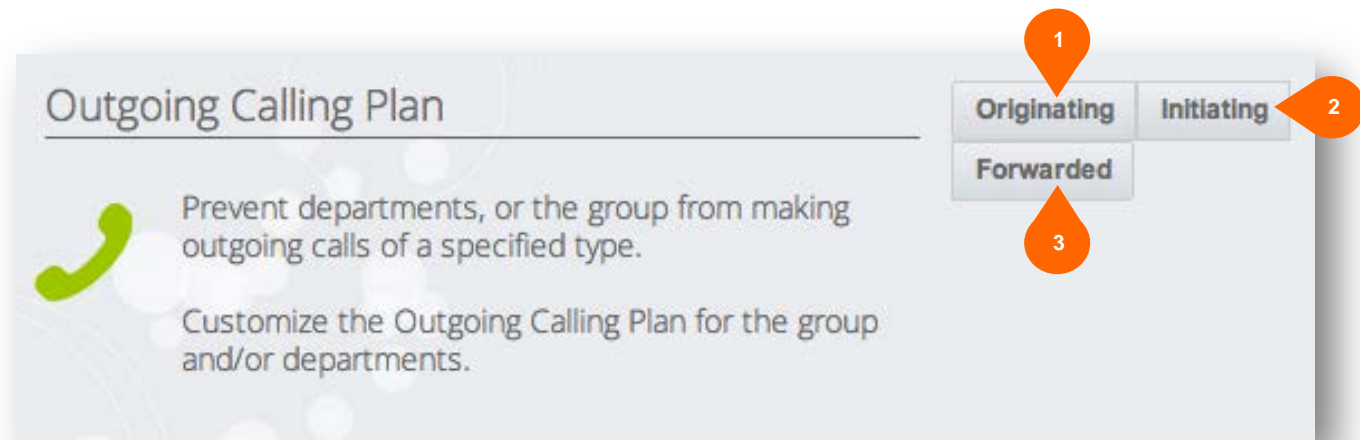 1
Outgoing Calling Plan
Originating Initiating 2
Forwarded
Prevent departments, or the group from making
outgoing calls of a specified type.
3
Customize the Outgoing Calling Plan for the group
and/or departments.